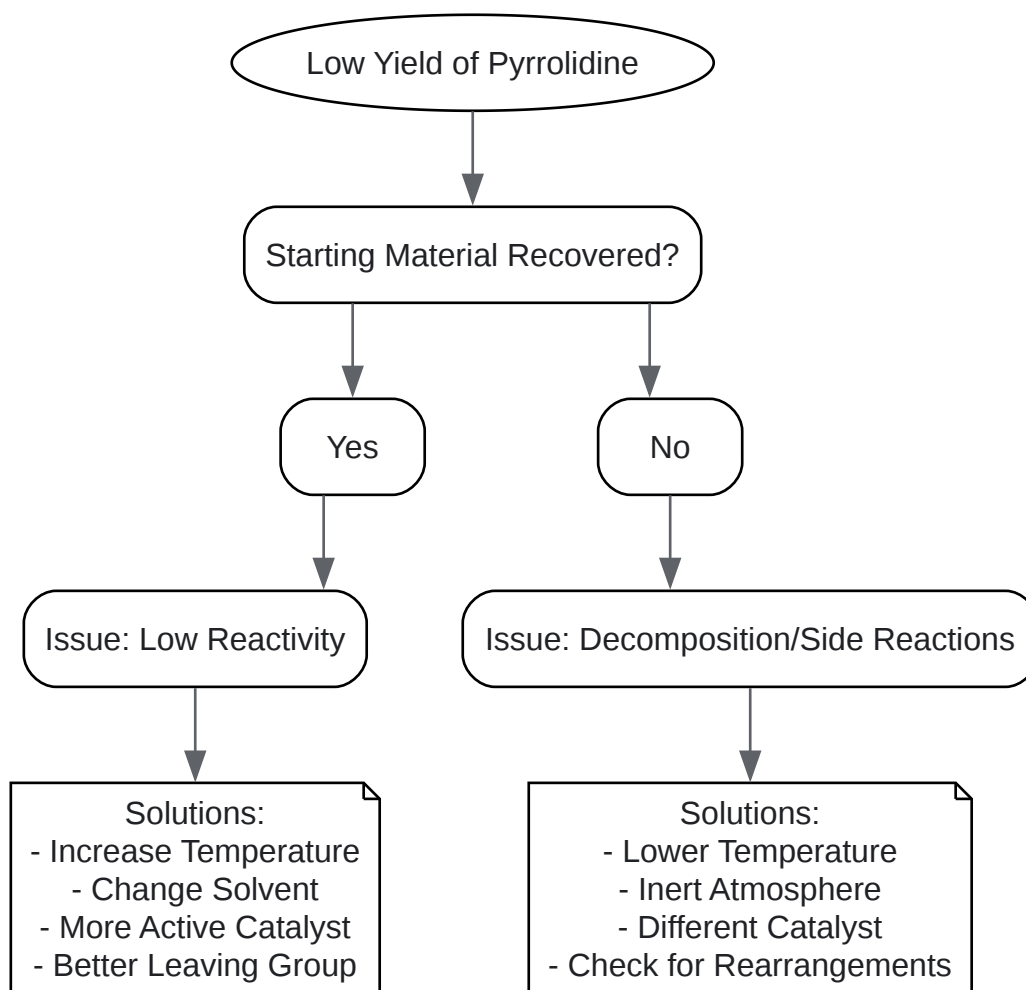 Low Yield of Pyrrolidine
Starting Material Recovered?
Yes
No
Issue: Low Reactivity
Issue: Decomposition/Side Reactions
Solutions:
- Increase Temperature
- Change Solvent
- More Active Catalyst
- Better Leaving Group
Solutions:
- Lower Temperature
- Inert Atmosphere
- Different Catalyst
- Check for Rearrangements